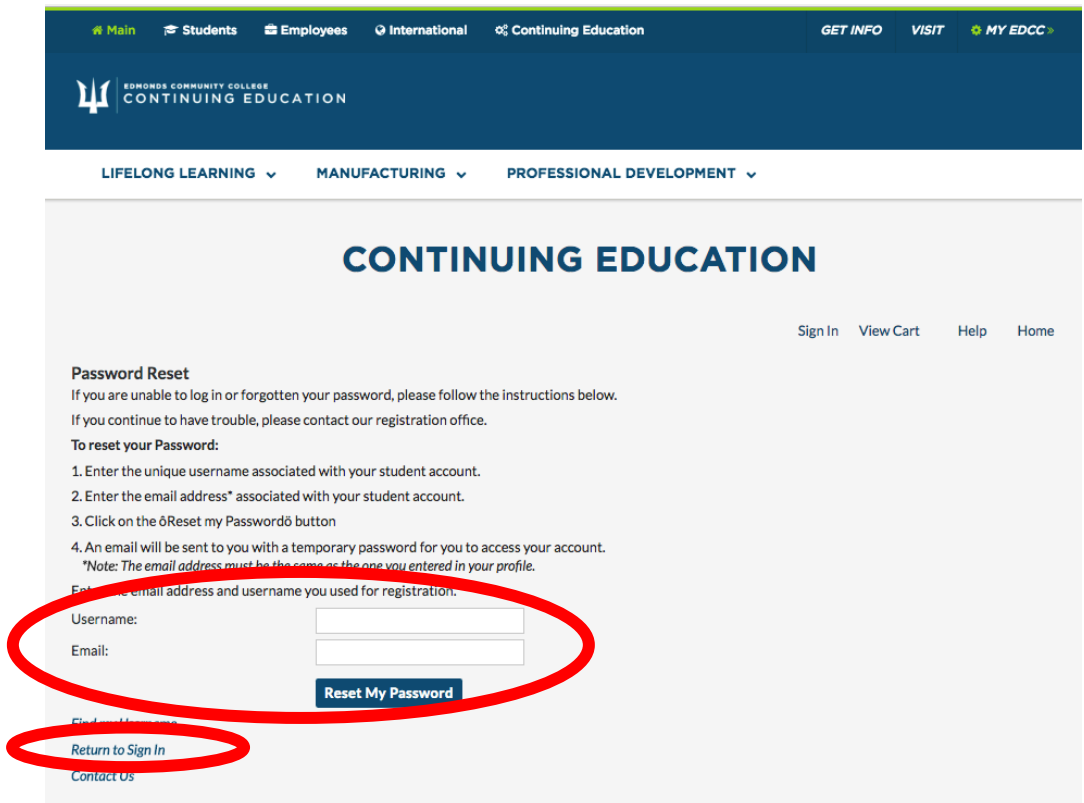 Main Students Employees International Continuing Education GET INFO VISIT MY EDCC »
EDMONDS COMMUNITY COLLEGE
CONTINUING EDUCATION
LIFELONG LEARNING MANUFACTURING PROFESSIONAL DEVELOPMENT
CONTINUING EDUCATION
Sign In View Cart Help Home
Password Reset
If you are unable to log in or forgotten your password, please follow the instructions below.
If you continue to have trouble, please contact our registration office.
To reset your Password:
1. Enter the unique username associated with your student account.
2. Enter the email address* associated with your student account.
3. Click on the ôReset my Passwordö button
4. An email will be sent to you with a temporary password for you to access your account.
*Note: The email address must be the same as the one you entered in your profile.
email address and username you used for registration.
Username:
Email:
Reset My Password
Find
Return to Sign In
Contact Us